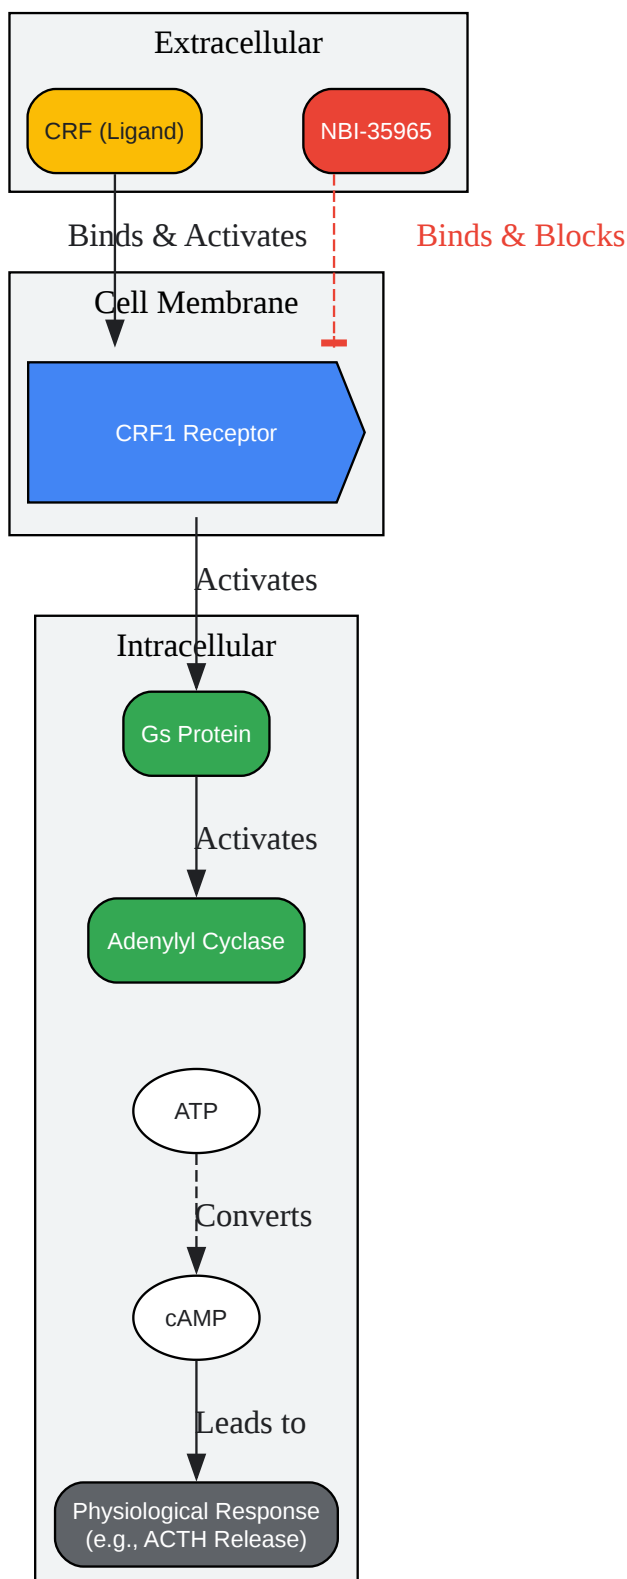 Extracellular
CRF (Ligand)
NBI-35965
Binds & Activates
Binds & Blocks
Cell Membrane
CRF1 Receptor
Activates
Intracellular
Gs Protein
Activates
Adenylyl Cyclase
ATP
Converts
cAMP
Leads to
Physiological Response
(e.g., ACTH Release)